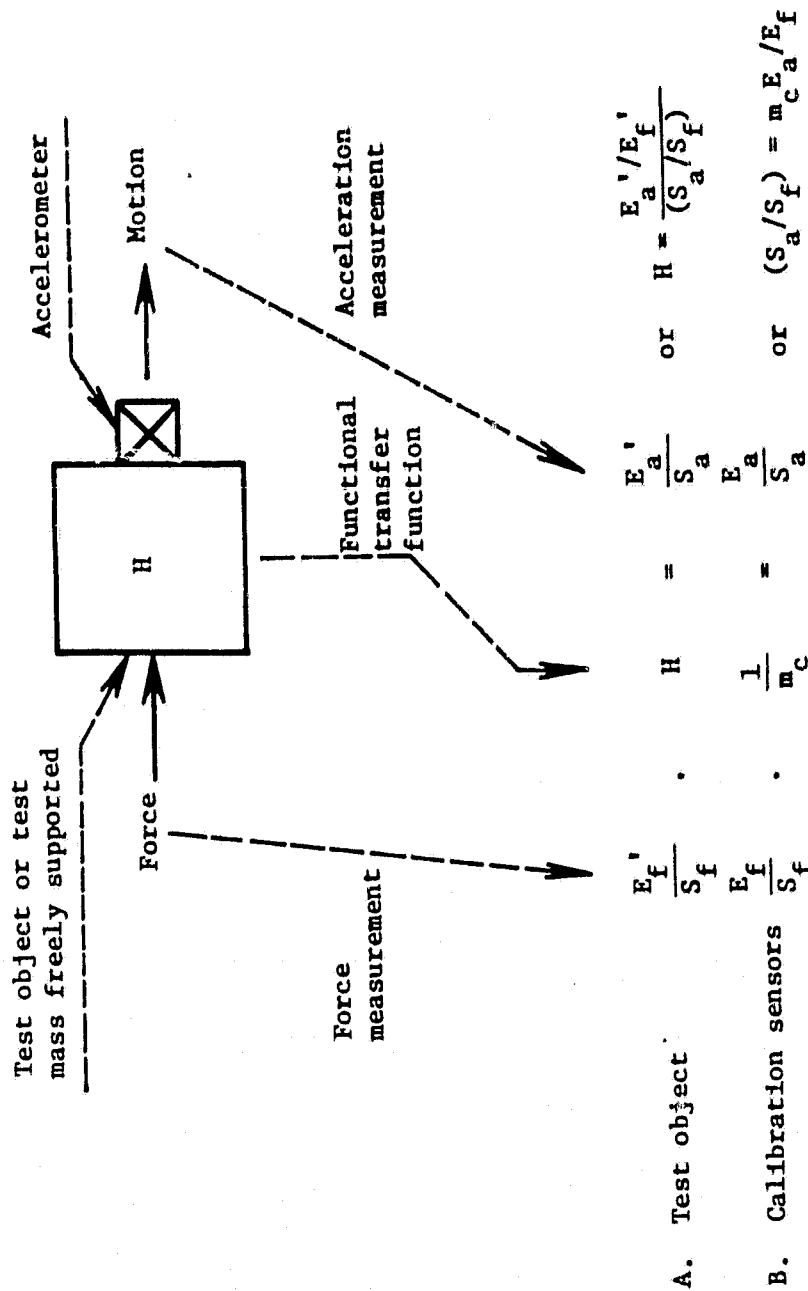 Test object or test
mass freely supported
Accelerometer
Force
H
Motion
Force
measurement
Functional
transfer
function
Acceleration
measurement
A. Test object E_f'/S_f · H = E_a'/S_a or H = (E_a'/E_f')/(S_a/S_f)
B. Calibration sensors E_f/S_f · 1/m_c = E_a/S_a or (S_a/S_f) = m_c E_a/E_f